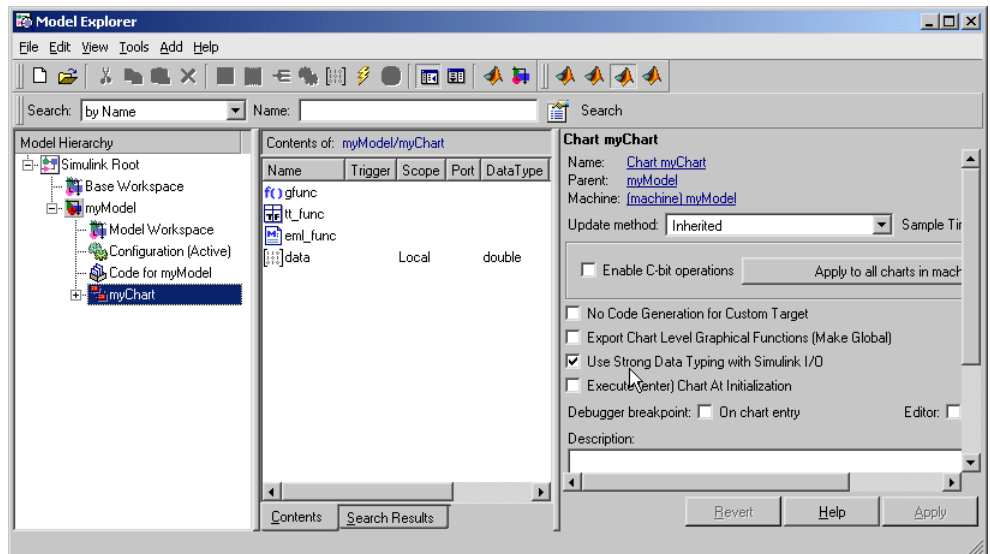 Model Explorer
File Edit View Tools Add Help
Search: by Name Name: Search
Model Hierarchy
Simulink Root
Base Workspace
myModel
Model Workspace
Configuration (Active)
Code for myModel
myChart
Contents of: myModel/myChart
Name Trigger Scope Port DataType
f() gfunc
TF tt_func
M: eml_func
data Local double
Contents Search Results
Chart myChart
Name: Chart myChart
Parent: myModel
Machine: (machine) myModel
Update method: Inherited Sample Tim
Enable C-bit operations Apply to all charts in mach
No Code Generation for Custom Target
Export Chart Level Graphical Functions (Make Global)
Use Strong Data Typing with Simulink I/O
Execute (enter) Chart At Initialization
Debugger breakpoint: On chart entry Editor:
Description:
Revert Help Apply